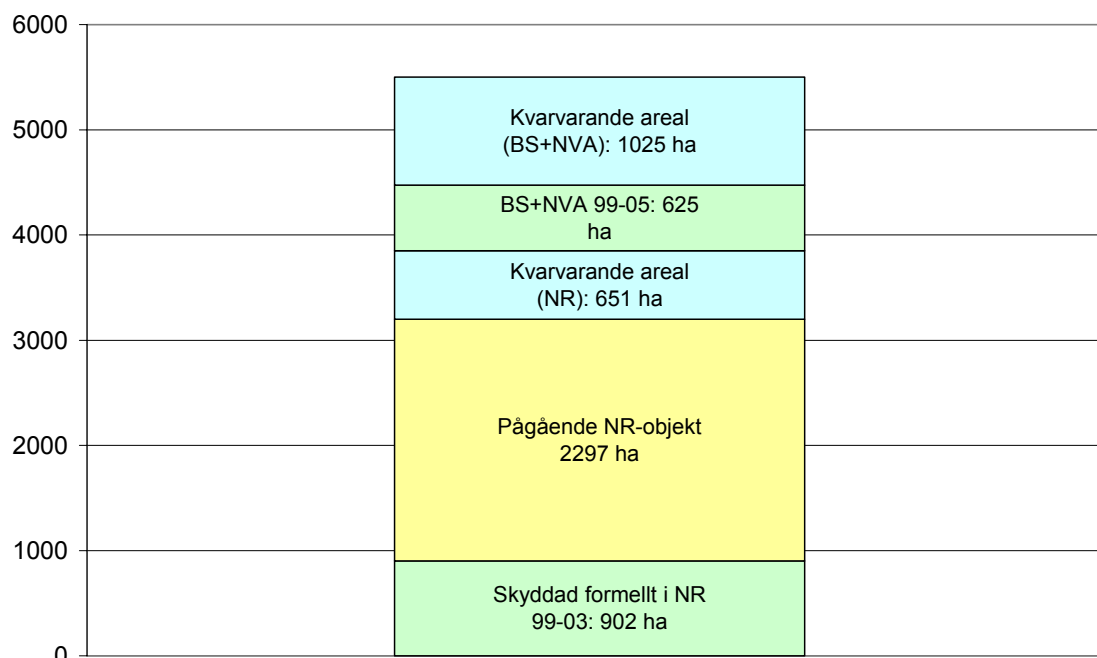 6000
5000
4000
3000
2000
1000
0
Kvarvarande areal
(BS+NVA): 1025 ha
BS+NVA 99-05: 625
ha
Kvarvarande areal
(NR): 651 ha
Pågående NR-objekt
2297 ha
Skyddad formellt i NR
99-03: 902 ha